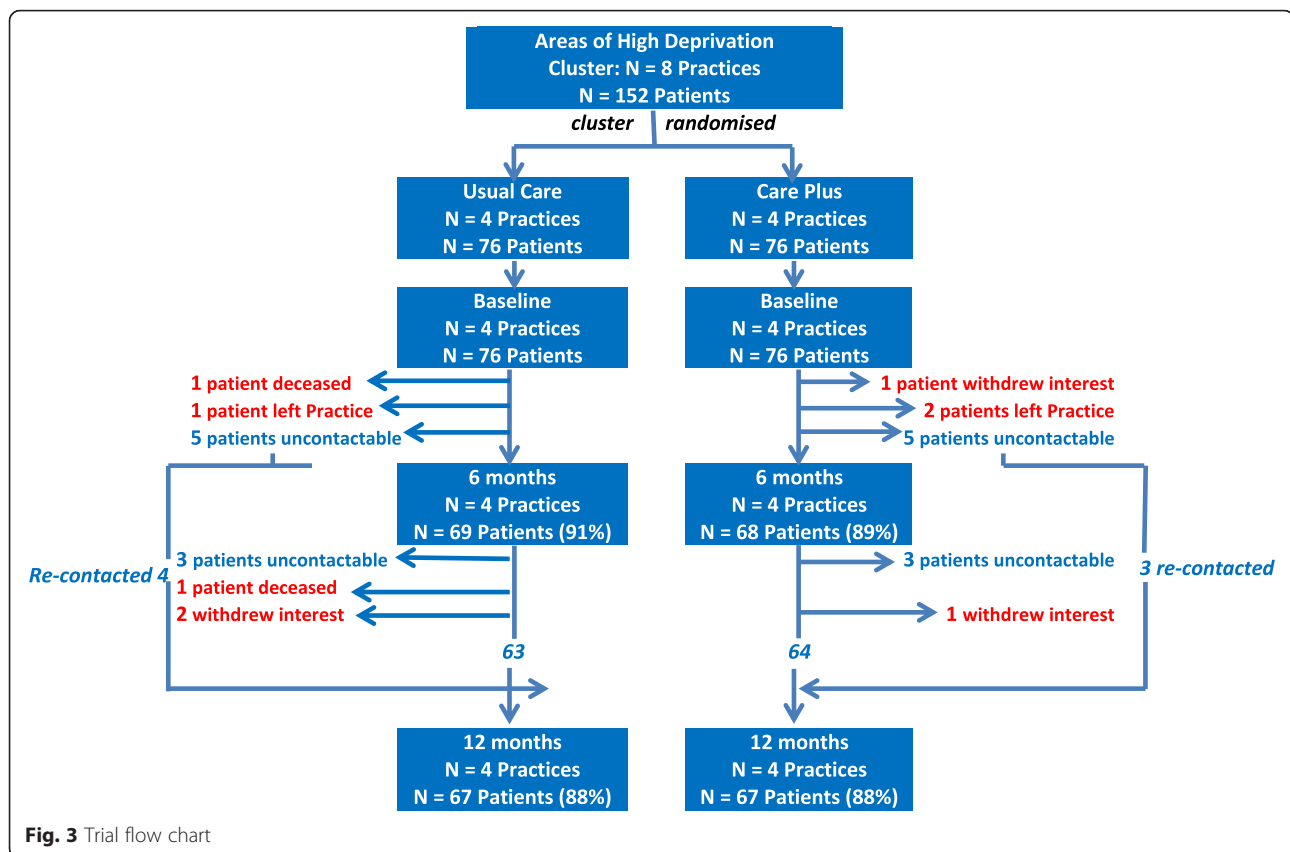 Areas of High Deprivation
Cluster: N = 8 Practices
N = 152 Patients
cluster randomised
Usual Care
N = 4 Practices
N = 76 Patients
Care Plus
N = 4 Practices
N = 76 Patients
Baseline
N = 4 Practices
N = 76 Patients
Baseline
N = 4 Practices
N = 76 Patients
1 patient deceased
1 patient left Practice
5 patients uncontactable
1 patient withdrew interest
2 patients left Practice
5 patients uncontactable
6 months
N = 4 Practices
N = 69 Patients (91%)
6 months
N = 4 Practices
N = 68 Patients (89%)
Re-contacted 4
3 patients uncontactable
1 patient deceased
2 withdrew interest
3 patients uncontactable
1 withdrew interest
3 re-contacted
63
64
12 months
N = 4 Practices
N = 67 Patients (88%)
12 months
N = 4 Practices
N = 67 Patients (88%)
Fig. 3 Trial flow chart